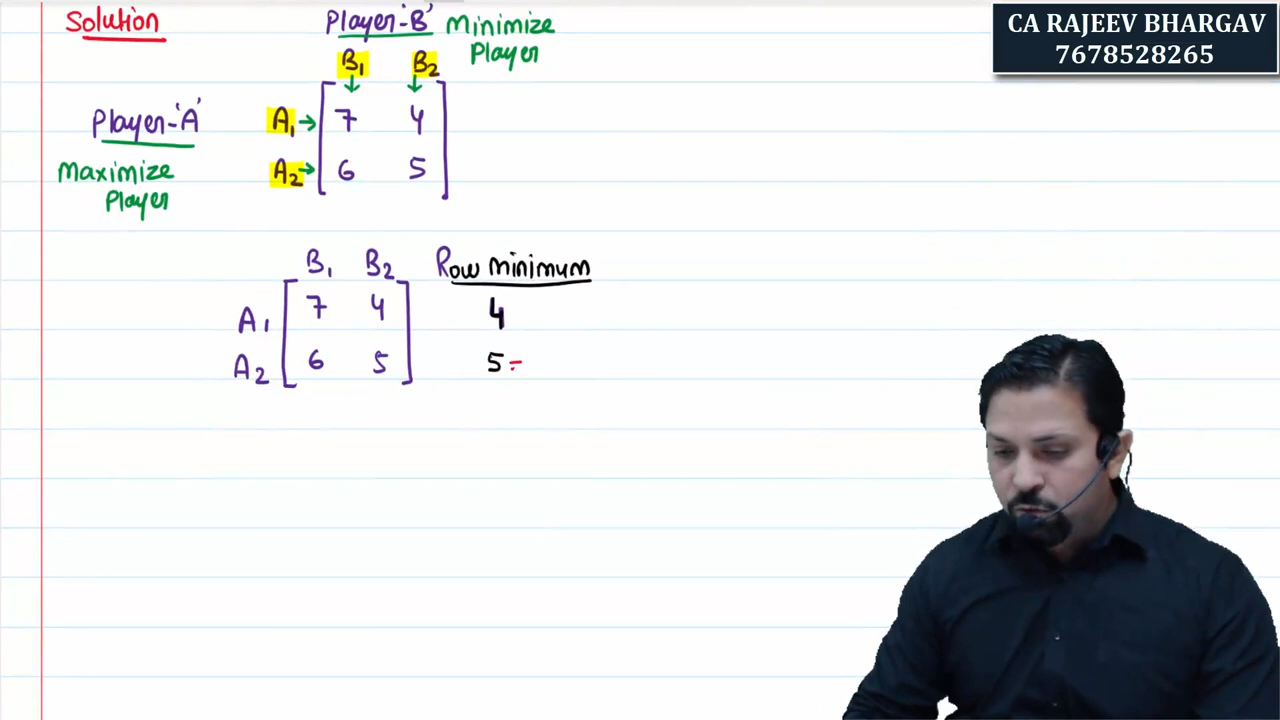 Solution
Player-'B' Minimize Player
B1 B2
Player-'A' A1→ 7 4
Maximize Player A2→ 6 5
B1 B2 Row minimum
A1 7 4 4
A2 6 5 5 =
CA RAJEEV BHARGAV
7678528265